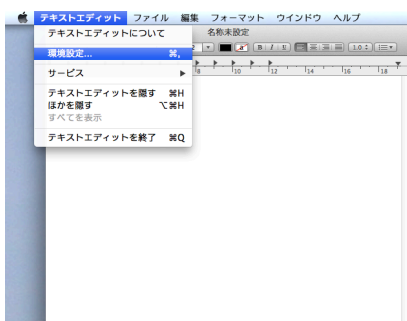 テキストエディット ファイル 編集 フォーマット ウインドウ ヘルプ
テキストエディットについて
名称未設定
環境設定... ⌘,
B I U 1.0
サービス ▶
8 10 12 14 16 18
テキストエディットを隠す ⌘H
ほかを隠す ⌥⌘H
すべてを表示
テキストエディットを終了 ⌘Q